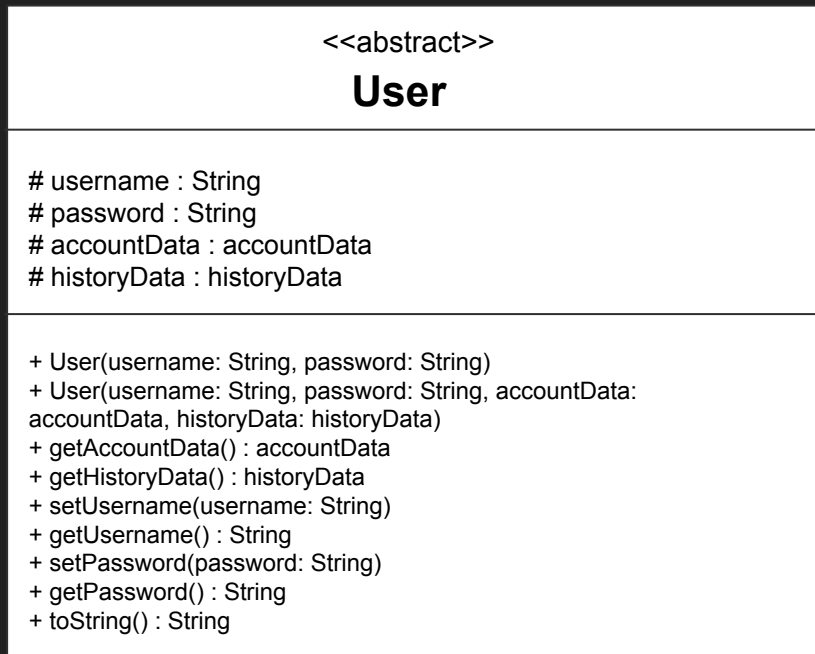 <<abstract>>
User
# username : String
# password : String
# accountData : accountData
# historyData : historyData
+ User(username: String, password: String)
+ User(username: String, password: String, accountData:
accountData, historyData: historyData)
+ getAccountData() : accountData
+ getHistoryData() : historyData
+ setUsername(username: String)
+ getUsername() : String
+ setPassword(password: String)
+ getPassword() : String
+ toString() : String